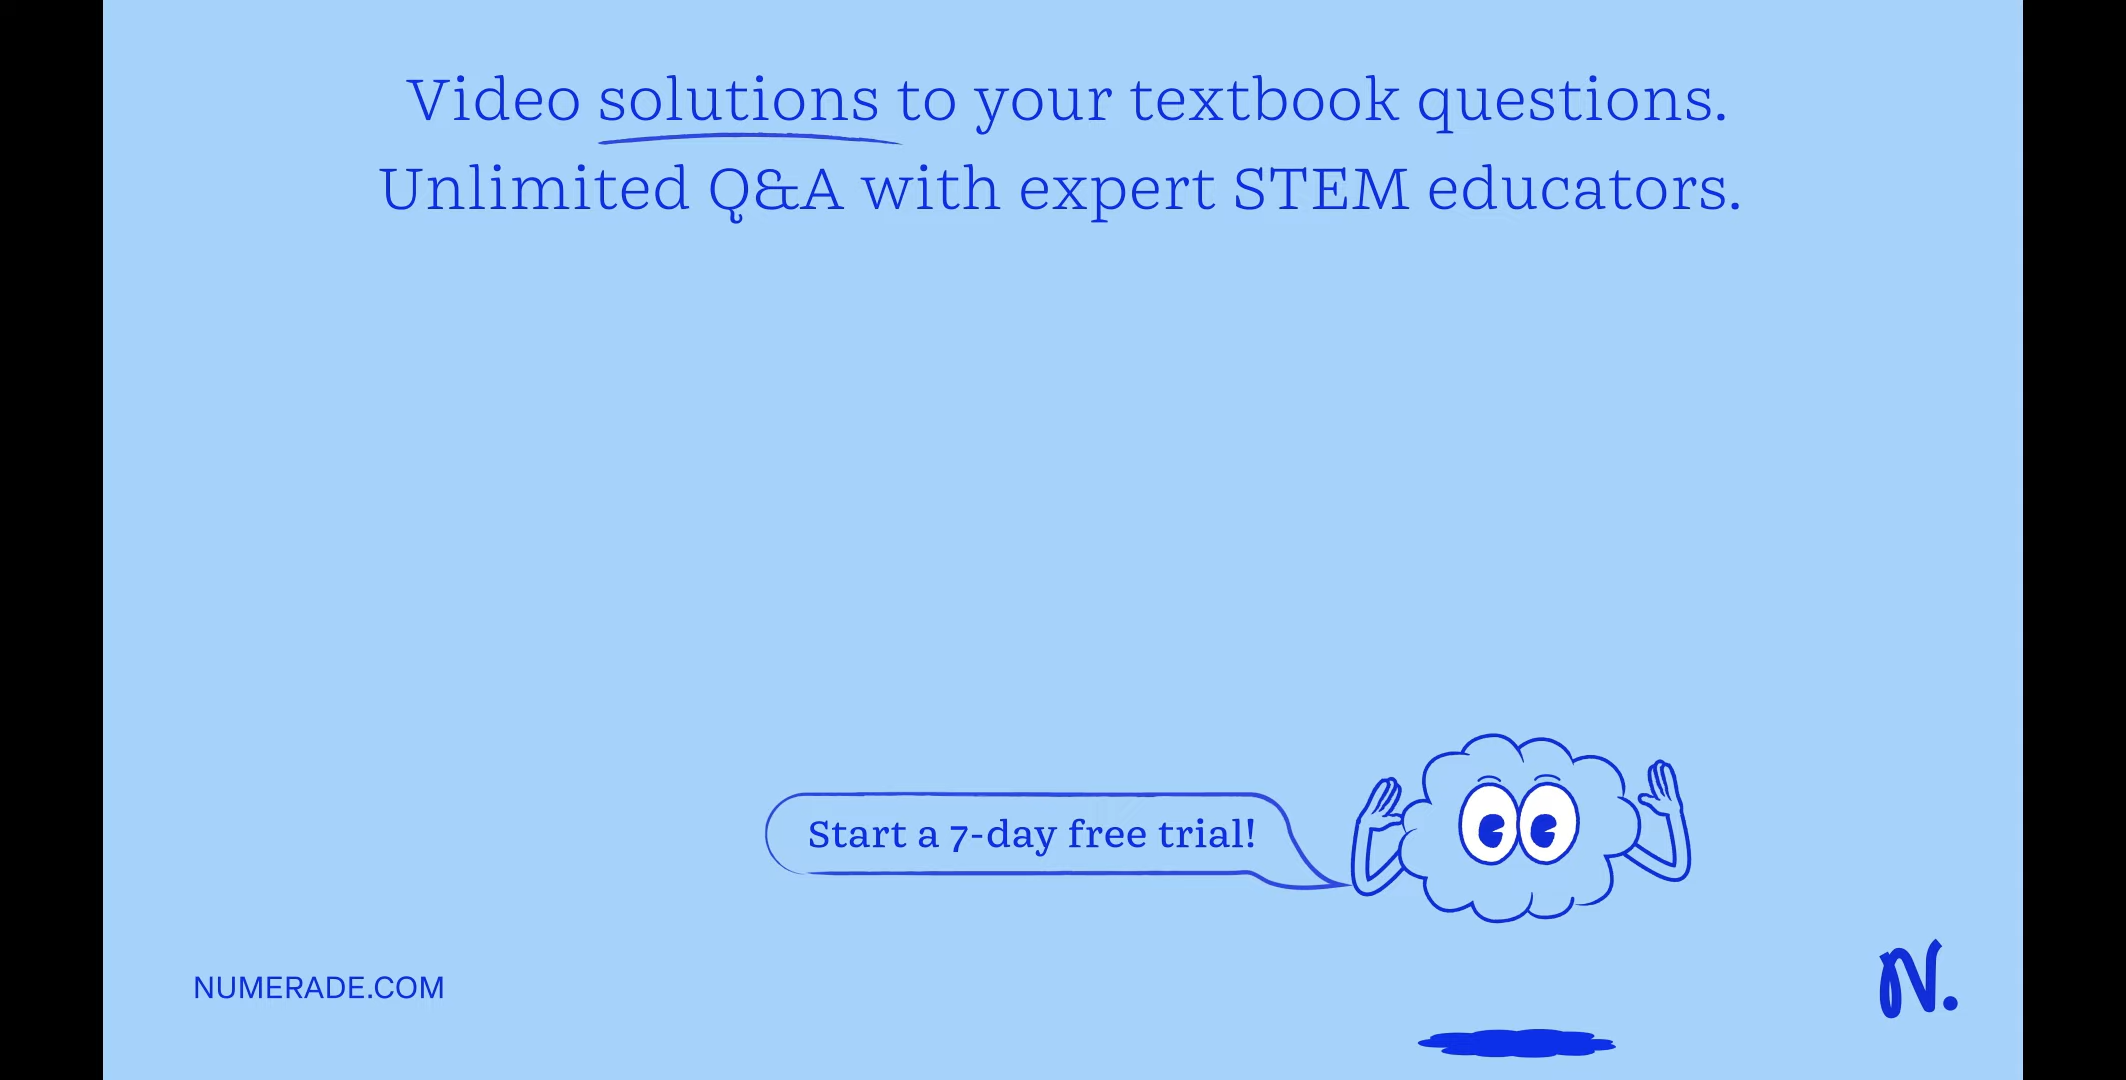 Video solutions to your textbook questions.
Unlimited Q&A with expert STEM educators.
Start a 7-day free trial!
NUMERADE.COM
N.